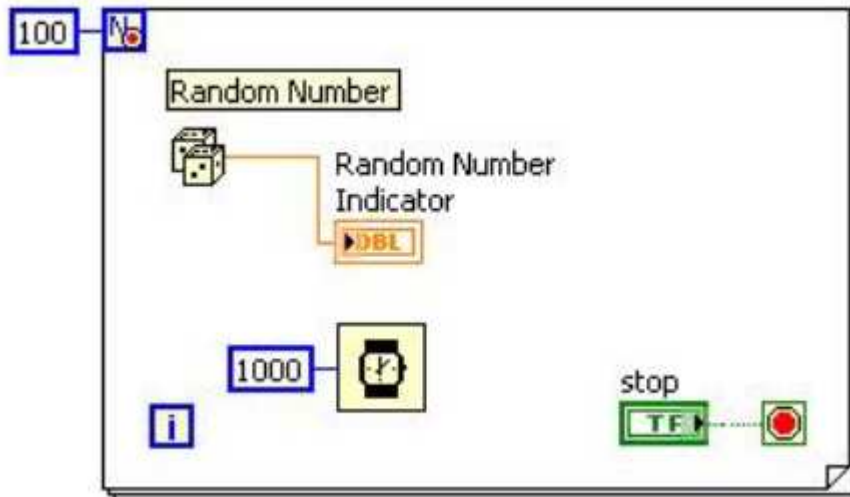 100
N
Random Number
Random Number
Indicator
DBL
1000
i
stop
TF